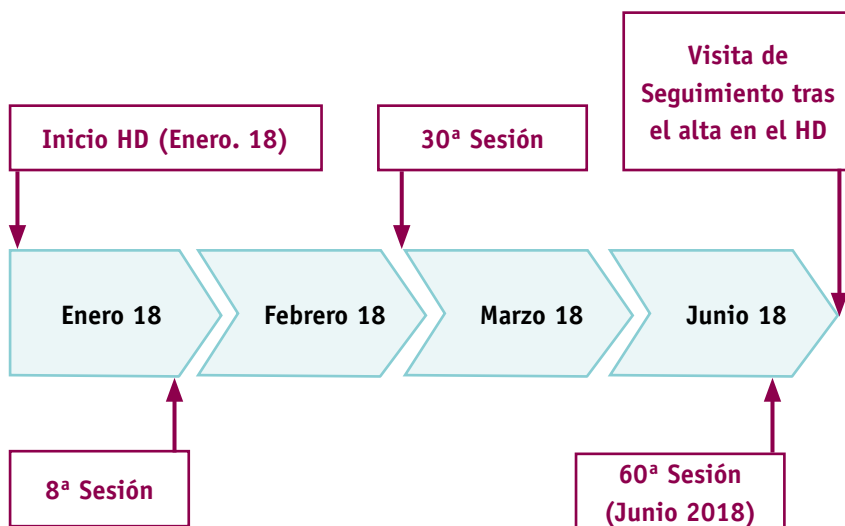 Visita de
Seguimiento tras
el alta en el HD
Inicio HD (Enero. 18)
30ª Sesión
Enero 18
Febrero 18
Marzo 18
Junio 18
8ª Sesión
60ª Sesión
(Junio 2018)